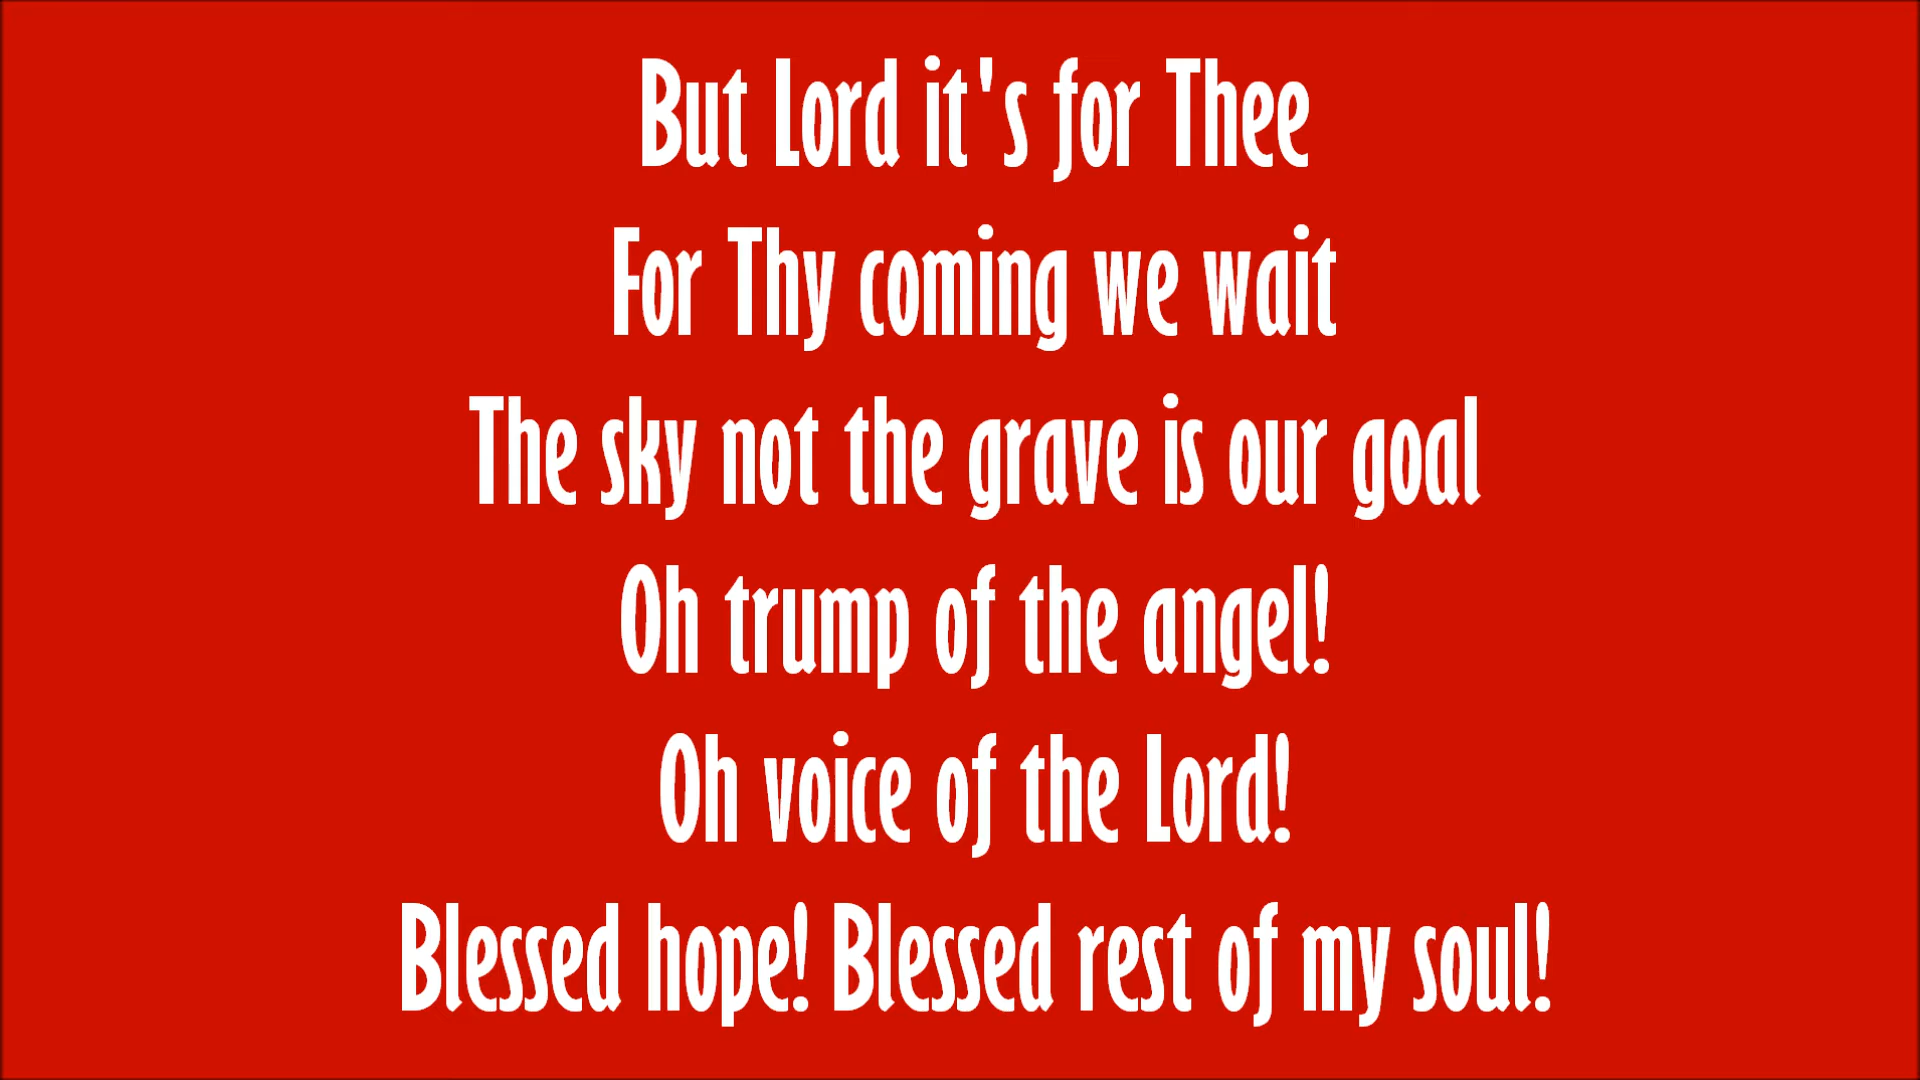 But Lord it's for Thee
For Thy coming we wait
The sky not the grave is our goal
Oh trump of the angel!
Oh voice of the Lord!
Blessed hope! Blessed rest of my soul!